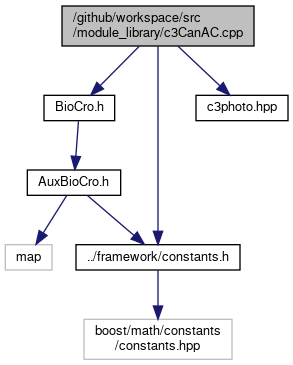 /github/workspace/src
/module_library/c3CanAC.cpp
BioCro.h
c3photo.hpp
AuxBioCro.h
map
../framework/constants.h
boost/math/constants
/constants.hpp